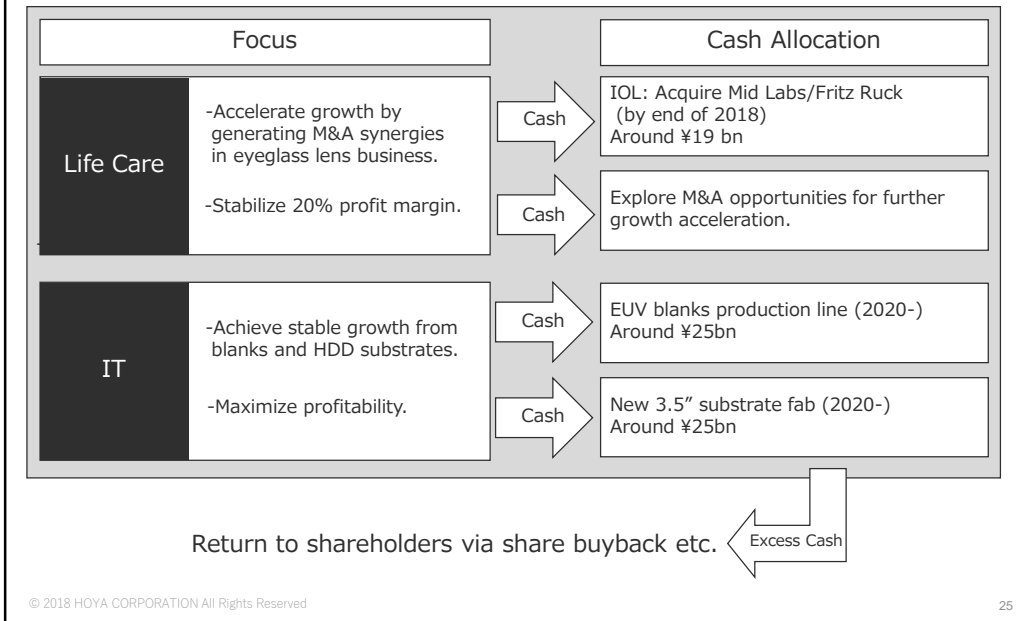 Focus
Cash Allocation
Life Care
-Accelerate growth by
generating M&A synergies
in eyeglass lens business.
-Stabilize 20% profit margin.
Cash
IOL: Acquire Mid Labs/Fritz Ruck
(by end of 2018)
Around ¥19 bn
Cash
Explore M&A opportunities for further
growth acceleration.
IT
-Achieve stable growth from
blanks and HDD substrates.
-Maximize profitability.
Cash
EUV blanks production line (2020-)
Around ¥25bn
Cash
New 3.5” substrate fab (2020-)
Around ¥25bn
Return to shareholders via share buyback etc.
Excess Cash
© 2018 HOYA CORPORATION All Rights Reserved
25